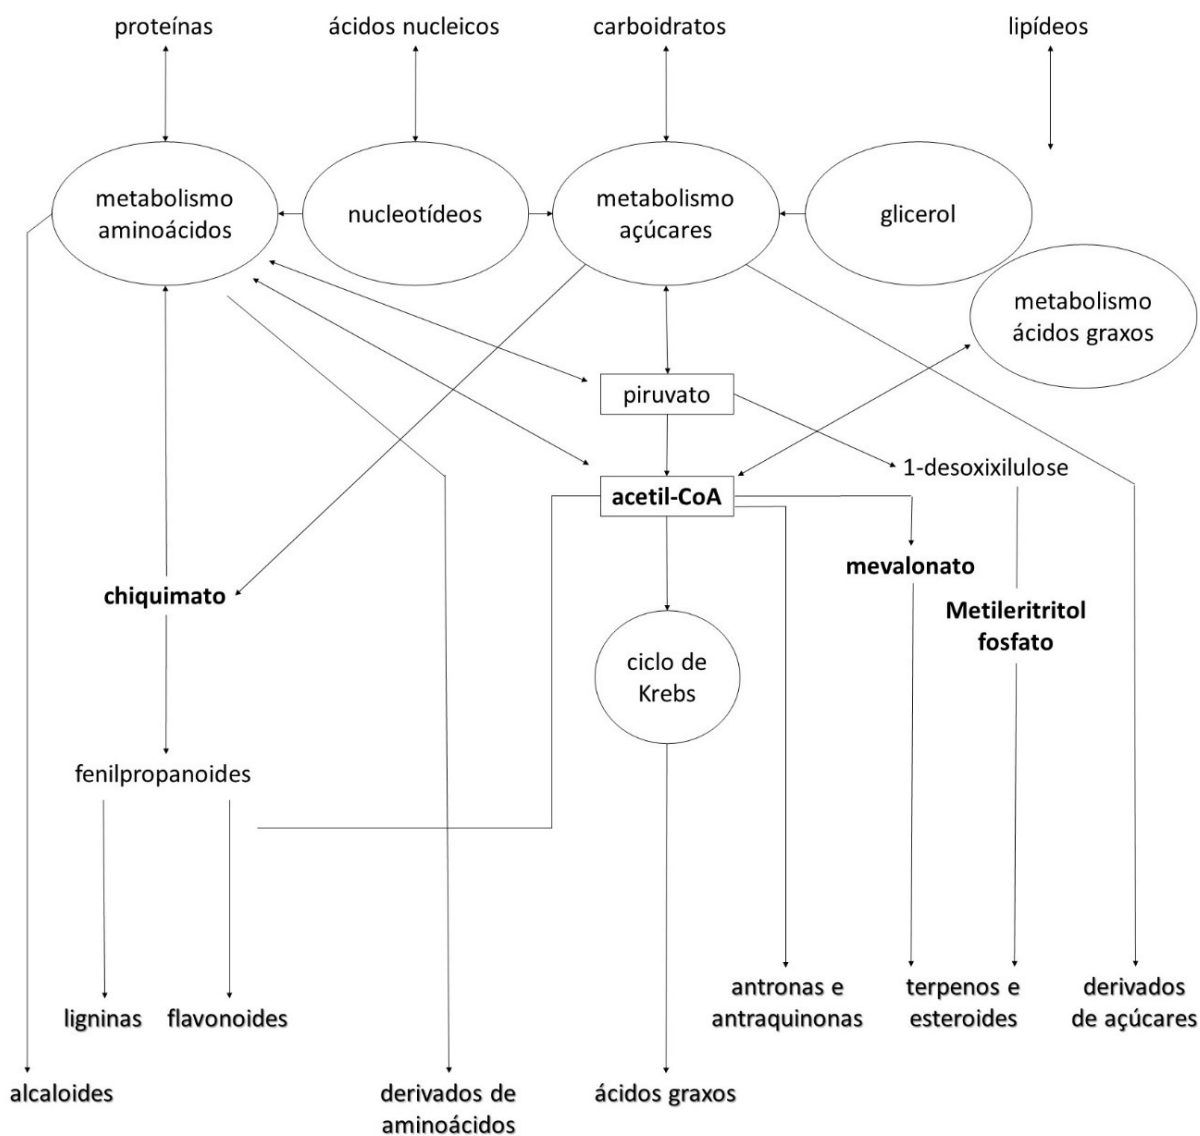 proteínas
ácidos nucleicos
carboidratos
lipídeos
metabolismo
aminoácidos
nucleotídeos
metabolismo
açúcares
glicerol
metabolismo
ácidos graxos
piruvato
1-desoxixilulose
acetil-CoA
mevalonato
chiquimato
Metileritritol
fosfato
ciclo de
Krebs
fenilpropanoides
ligninas
flavonoides
antronas e
antraquinonas
terpenos e
esteroides
derivados
de açúcares
alcaloides
derivados de
aminoácidos
ácidos graxos